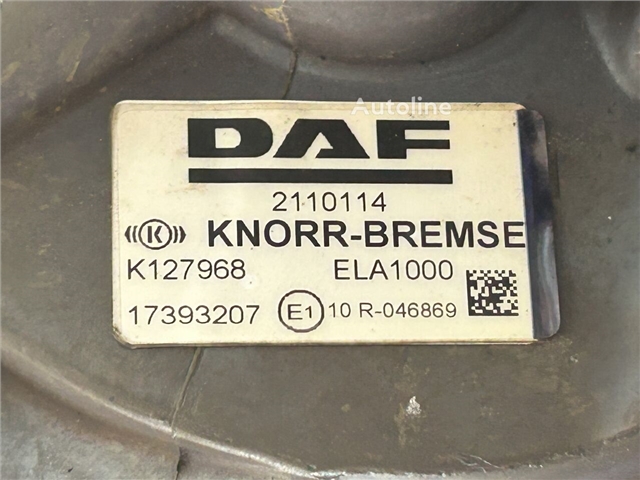 Autoline
DAF
2110114
((K)) KNORR-BREMSE
K127968 ELA1000
17393207 E1 10 R-046869